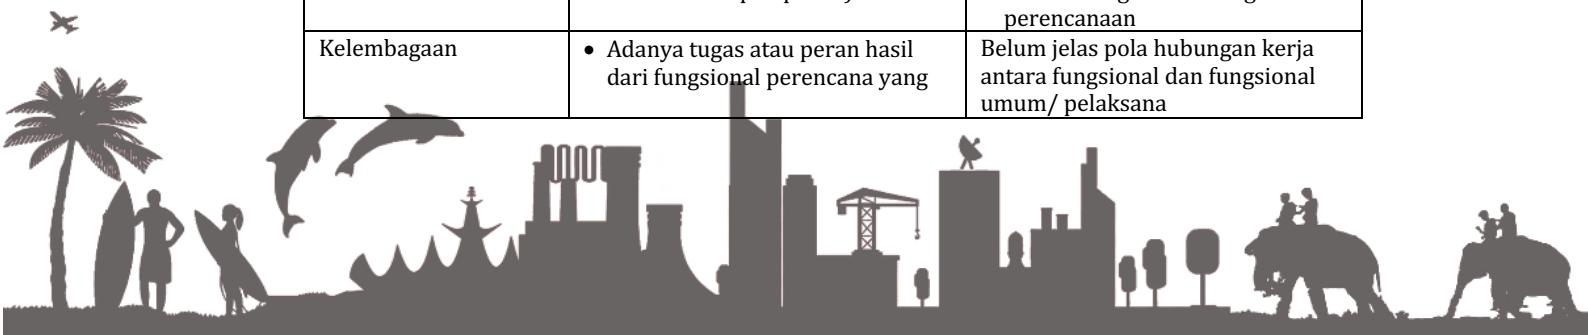 perencanaan
Kelembagaan
• Adanya tugas atau peran hasil
dari fungsional perencana yang
Belum jelas pola hubungan kerja
antara fungsional dan fungsional
umum/ pelaksana